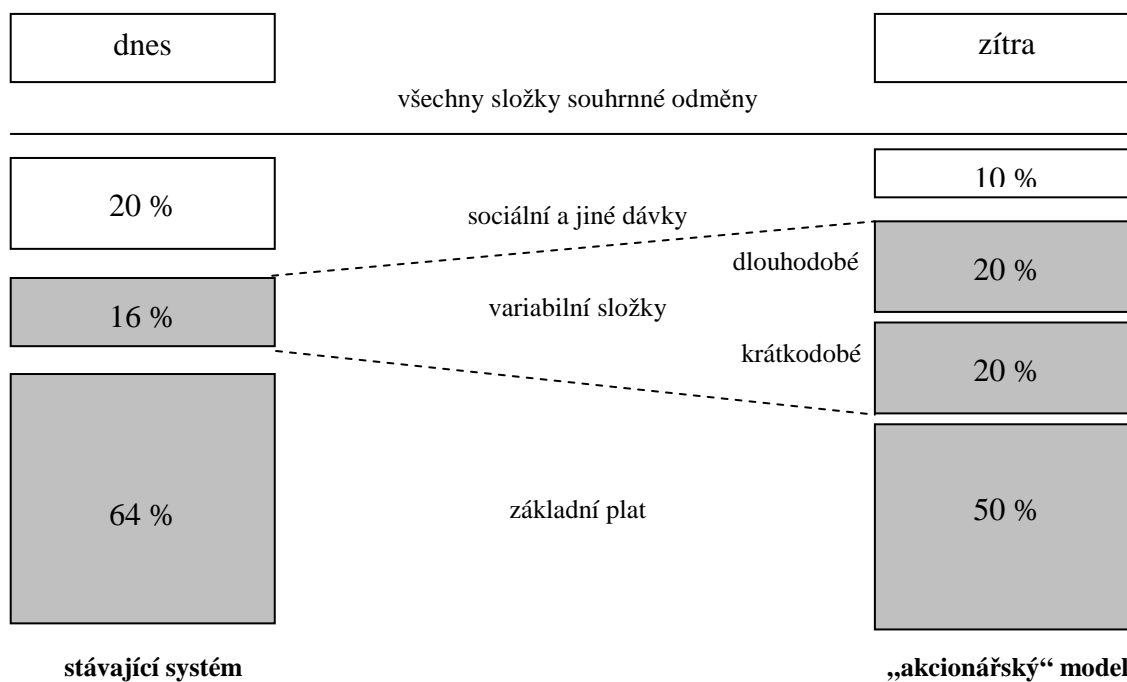 dnes
zítra
všechny složky souhrnné odměny
20 %
sociální a jiné dávky
10 %
dlouhodobé
20 %
16 %
variabilní složky
krátkodobé
20 %
64 %
základní plat
50 %
stávající systém
„akcionářský“ model